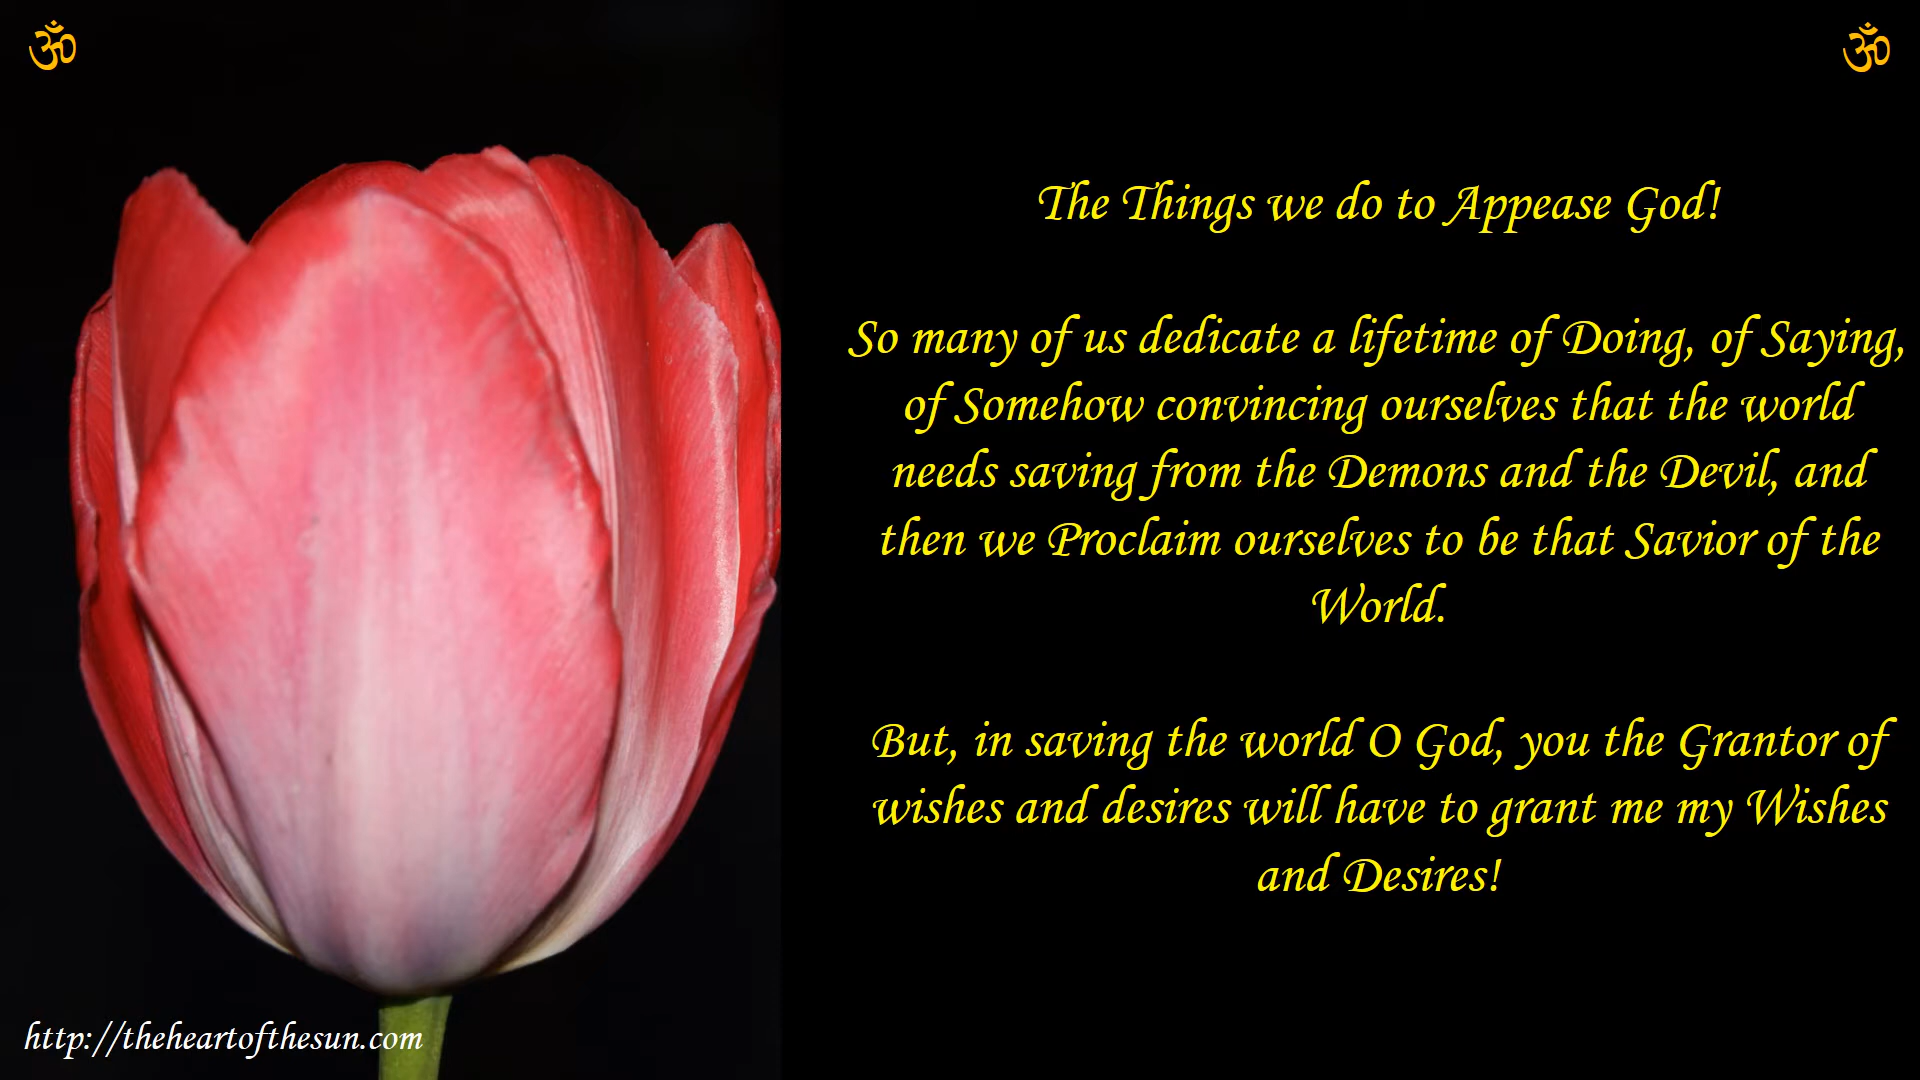 ॐ
ॐ
The Things we do to Appease God!
So many of us dedicate a lifetime of Doing, of Saying,
of Somehow convincing ourselves that the world
needs saving from the Demons and the Devil, and
then we Proclaim ourselves to be that Savior of the
World.
But, in saving the world O God, you the Grantor of
wishes and desires will have to grant me my Wishes
and Desires!
http://theheartofthesun.com